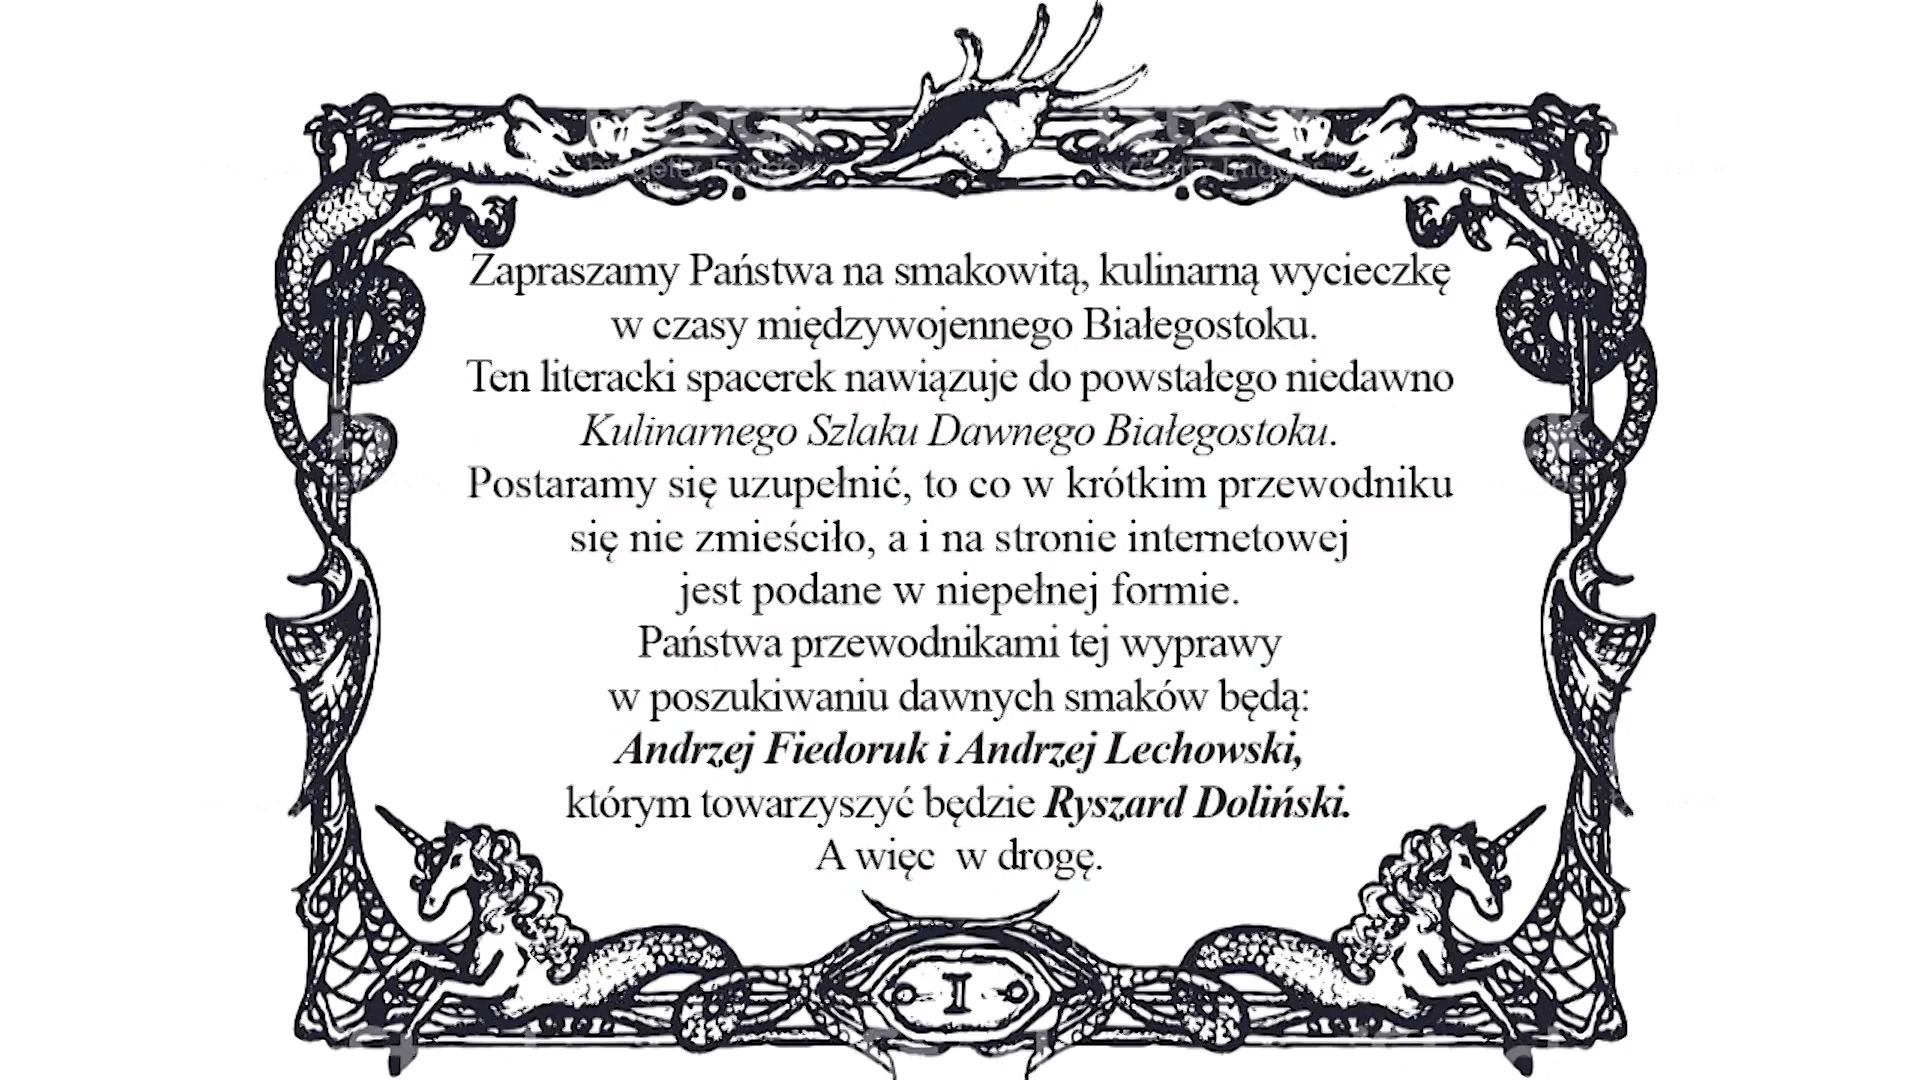 Zapraszamy Państwa na smakowitą, kulinarną wycieczkę
w czasy międzywojennego Białegostoku.
Ten literacki spacerek nawiązuje do powstałego niedawno
Kulinarnego Szlaku Dawnego Białegostoku.
Postaramy się uzupełnić, to co w krótkim przewodniku
się nie zmieściło, a i na stronie internetowej
jest podane w niepełnej formie.
Państwa przewodnikami tej wyprawy
w poszukiwaniu dawnych smaków będą:
Andrzej Fiedoruk i Andrzej Lechowski,
którym towarzyszyć będzie Ryszard Doliński.
A więc  w drogę.
I